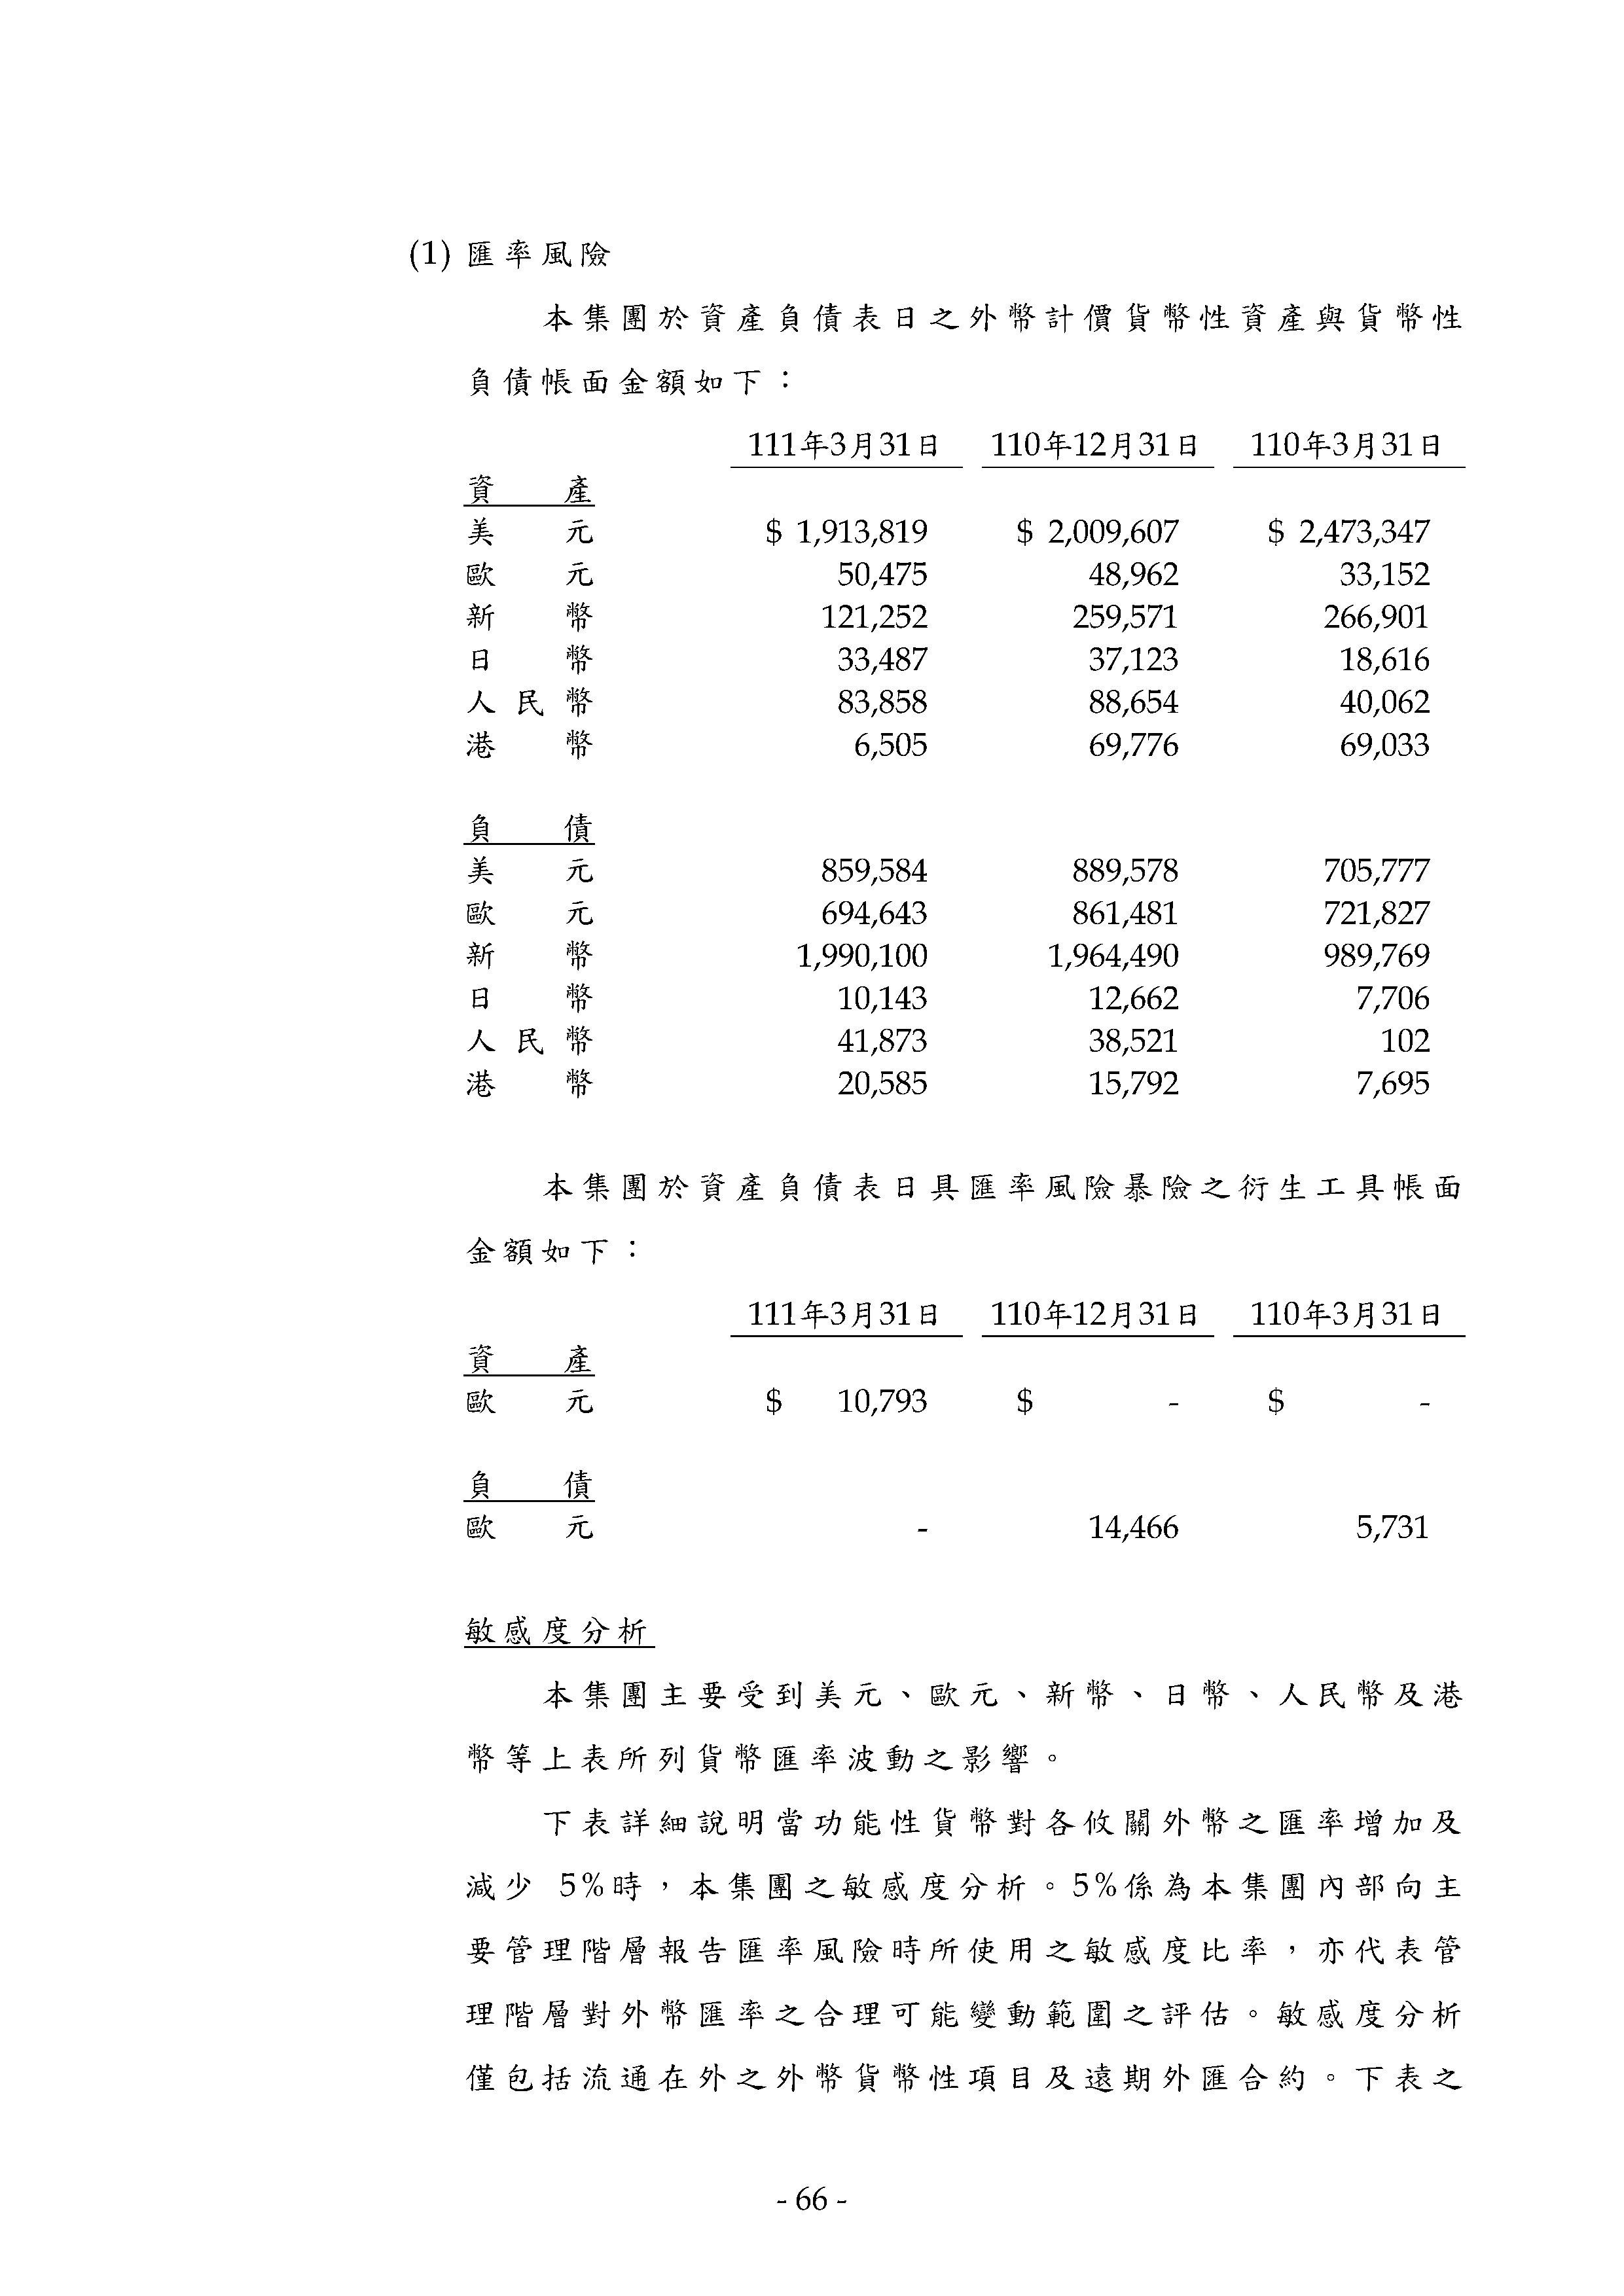 (1) 匯率風險
本集團於資產負債表日之外幣計價貨幣性資產與貨幣性
負債帳面金額如下：
111年3月31日 110年12月31日 110年3月31日
資產
美元 $ 1,913,819 $ 2,009,607 $ 2,473,347
歐元 50,475 48,962 33,152
新幣 121,252 259,571 266,901
日幣 33,487 37,123 18,616
人民幣 83,858 88,654 40,062
港幣 6,505 69,776 69,033
負債
美元 859,584 889,578 705,777
歐元 694,643 861,481 721,827
新幣 1,990,100 1,964,490 989,769
日幣 10,143 12,662 7,706
人民幣 41,873 38,521 102
港幣 20,585 15,792 7,695
本集團於資產負債表日具匯率風險暴險之衍生工具帳面
金額如下：
111年3月31日 110年12月31日 110年3月31日
資產
歐元 $ 10,793 $ - $ -
負債
歐元 - 14,466 5,731
敏感度分析
本集團主要受到美元、歐元、新幣、日幣、人民幣及港
幣等上表所列貨幣匯率波動之影響。
下表詳細說明當功能性貨幣對各攸關外幣之匯率增加及
減少 5%時，本集團之敏感度分析。5%係為本集團內部向主
要管理階層報告匯率風險時所使用之敏感度比率，亦代表管
理階層對外幣匯率之合理可能變動範圍之評估。敏感度分析
僅包括流通在外之外幣貨幣性項目及遠期外匯合約。下表之
- 66 -